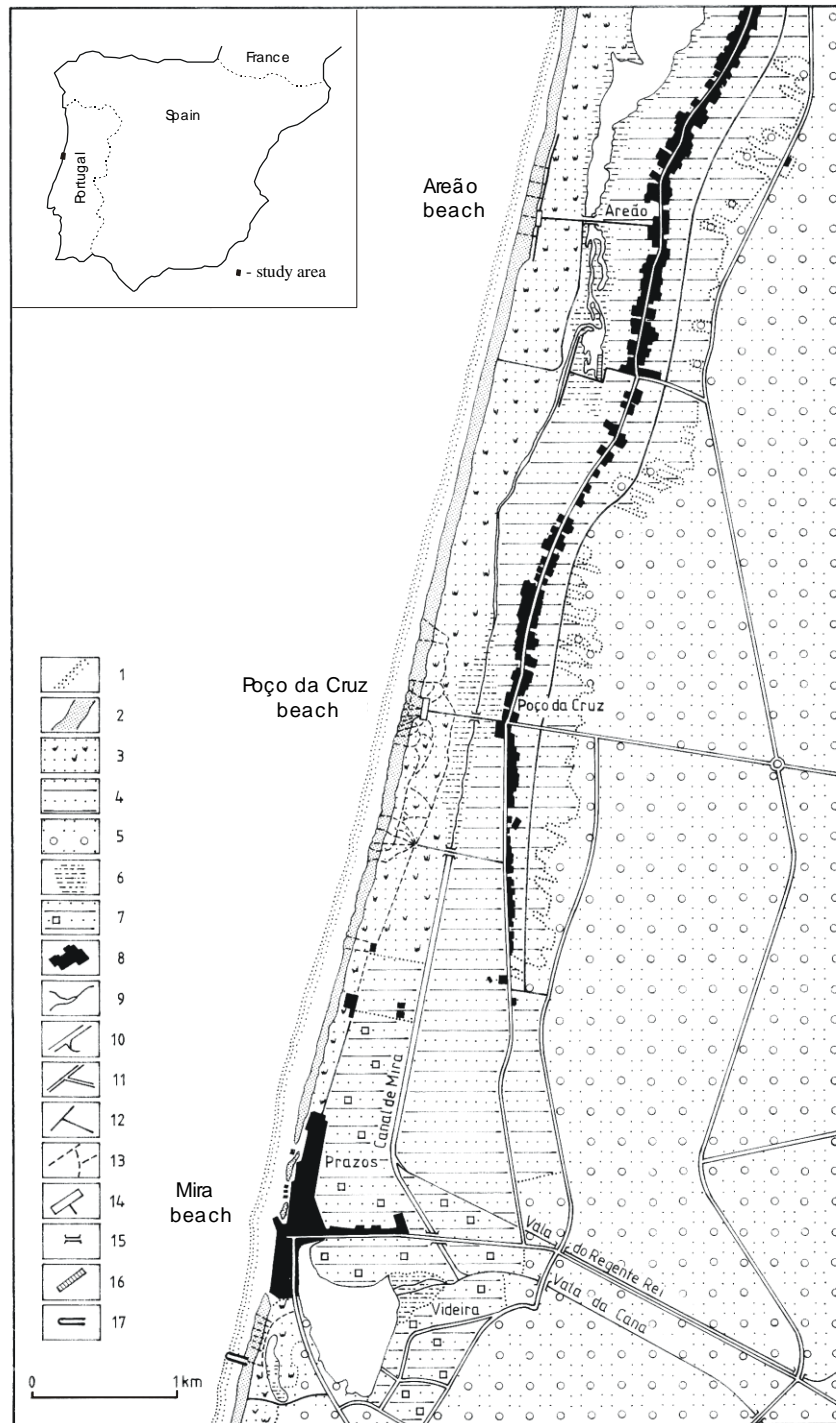 France
Spain
Portugal
- study area
Areão
beach
Areão
Poço da Cruz
beach
Poço da Cruz
1
2
3
4
5
6
7
8
9
10
11
12
13
14
15
16
17
Canal de Mira
Prazos
Mira
beach
Vala do Regente Rei
Vala da Cana
Videira
0 1km